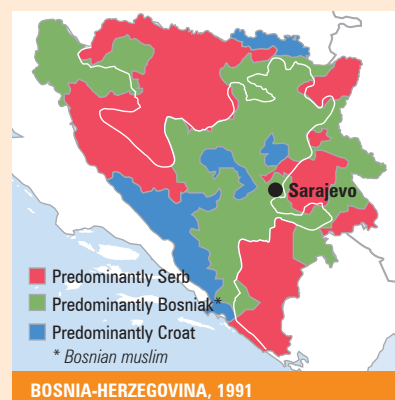 Sarajevo
Predominantly Serb
Predominantly Bosniak*
Predominantly Croat
* Bosnian muslim
BOSNIA-HERZEGOVINA, 1991